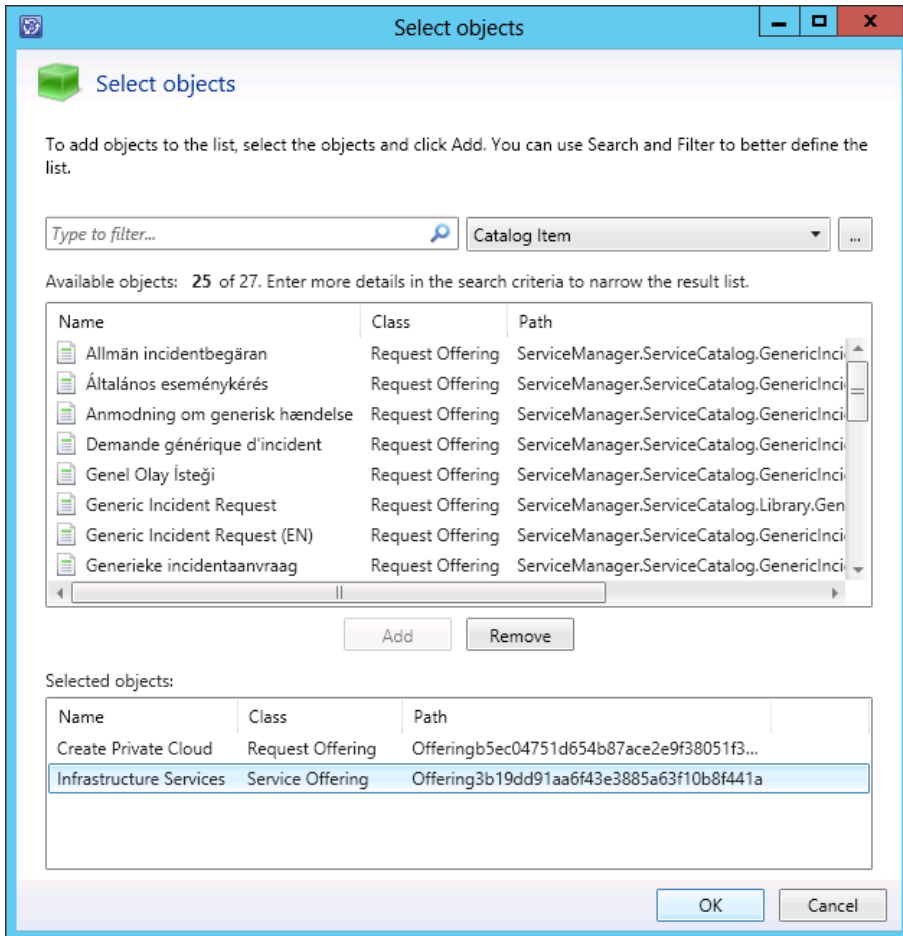 Select objects
Select objects
To add objects to the list, select the objects and click Add. You can use Search and Filter to better define the
list.
Type to filter...
Catalog Item
...
Available objects: 25 of 27. Enter more details in the search criteria to narrow the result list.
Name Class Path
Allmän incidentbegäran Request Offering ServiceManager.ServiceCatalog.GenericInci
Általános eseménykérés Request Offering ServiceManager.ServiceCatalog.GenericInci
Anmodning om generisk hændelse Request Offering ServiceManager.ServiceCatalog.GenericInci
Demande générique d'incident Request Offering ServiceManager.ServiceCatalog.GenericInci
Genel Olay İsteği Request Offering ServiceManager.ServiceCatalog.GenericInci
Generic Incident Request Request Offering ServiceManager.ServiceCatalog.Library.Gen
Generic Incident Request (EN) Request Offering ServiceManager.ServiceCatalog.GenericInci
Generieke incidentaanvraag Request Offering ServiceManager.ServiceCatalog.GenericInci
Add Remove
Selected objects:
Name Class Path
Create Private Cloud Request Offering Offeringb5ec04751d654b87ace2e9f38051f3...
Infrastructure Services Service Offering Offering3b19dd91aa6f43e3885a63f10b8f441a
OK Cancel